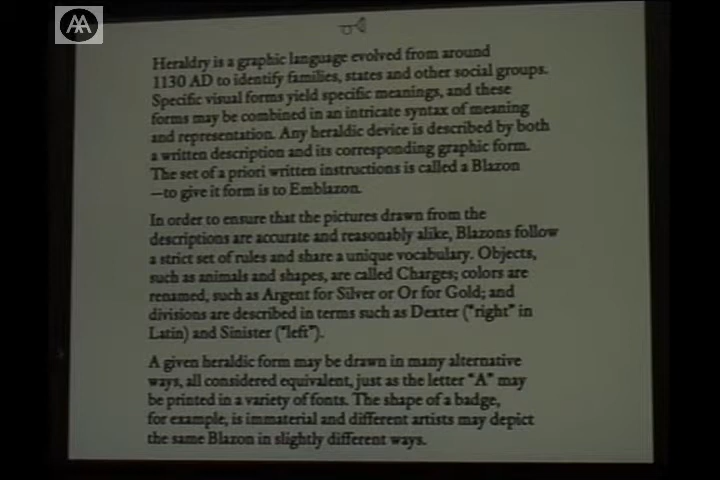 AA
Heraldry is a graphic language evolved from around
1130 AD to identify families, states and other social groups.
Specific visual forms yield specific meanings, and these
forms may be combined in an intricate syntax of meaning
and representation. Any heraldic device is described by both
a written description and its corresponding graphic form.
The set of a priori written instructions is called a Blazon
—to give it form is to Emblazon.
In order to ensure that the pictures drawn from the
descriptions are accurate and reasonably alike, Blazons follow
a strict set of rules and share a unique vocabulary. Objects,
such as animals and shapes, are called Charges; colors are
renamed, such as Argent for Silver or Or for Gold; and
divisions are described in terms such as Dexter ("right" in
Latin) and Sinister ("left").
A given heraldic form may be drawn in many alternative
ways, all considered equivalent, just as the letter "A" may
be printed in a variety of fonts. The shape of a badge,
for example, is immaterial and different artists may depict
the same Blazon in slightly different ways.